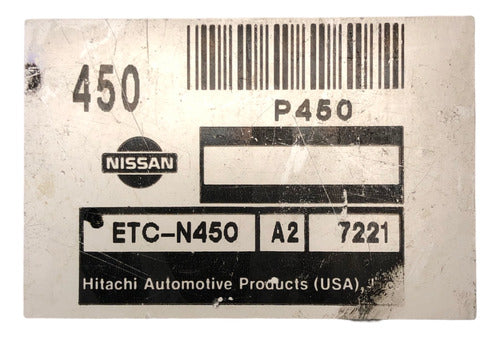 450
P450
NISSAN
ETC-N450 A2 7221
Hitachi Automotive Products (USA),